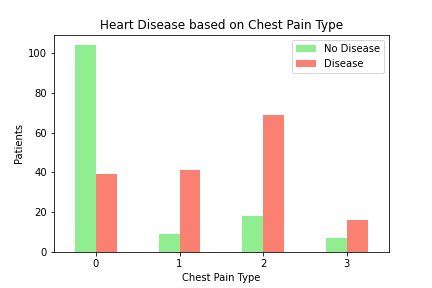 Heart Disease based on Chest Pain Type
No Disease
Disease
Patients
100
80
60
40
20
0
0 1 2 3
Chest Pain Type